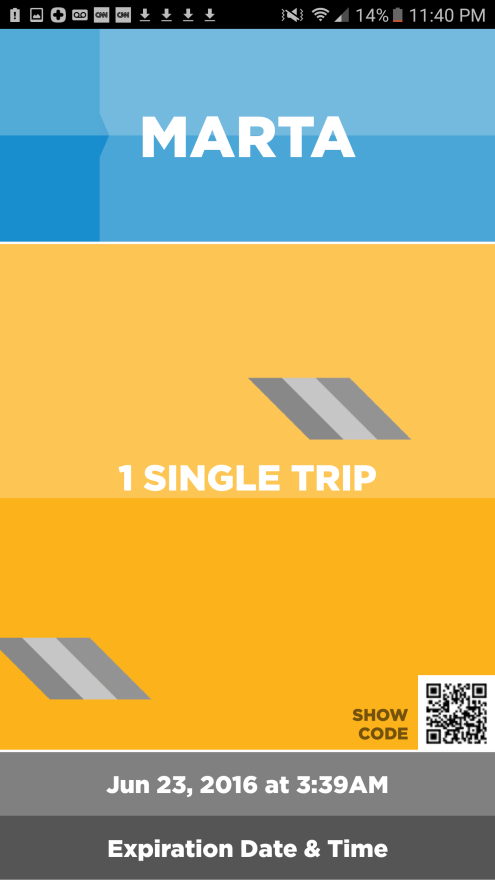 14% 11:40 PM
MARTA
1 SINGLE TRIP
SHOW
CODE
Jun 23, 2016 at 3:39AM
Expiration Date & Time